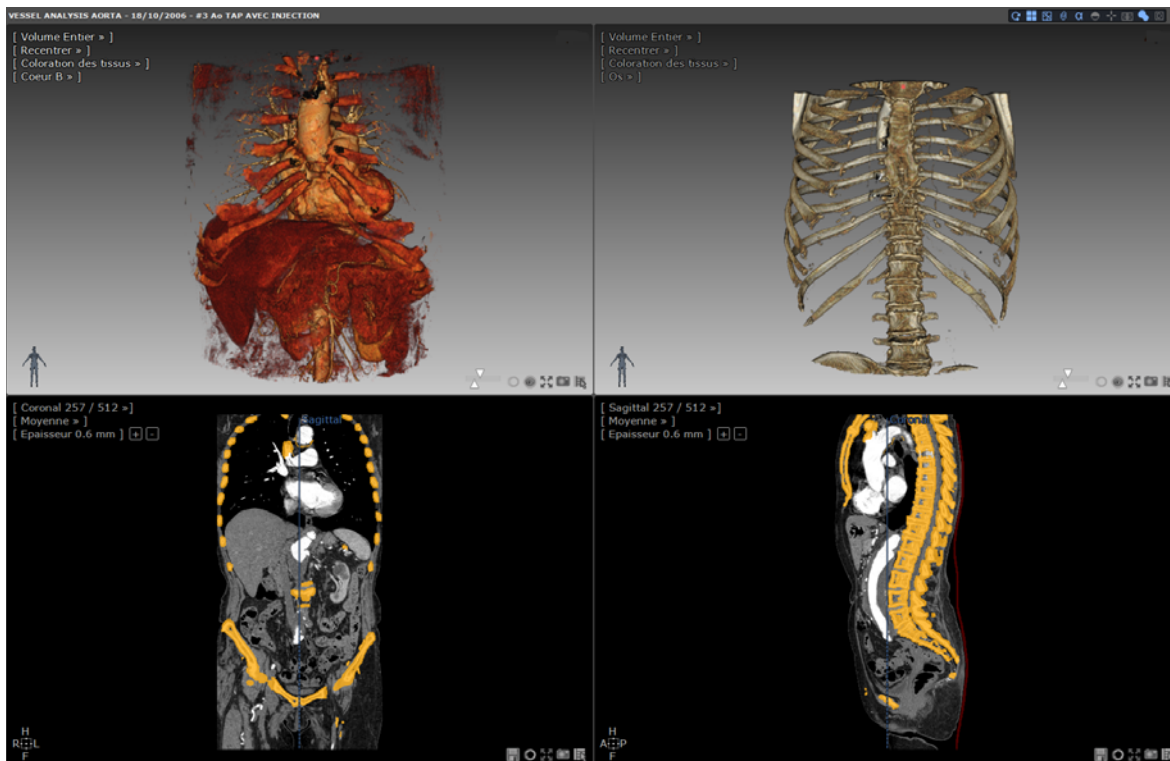 VESSEL ANALYSIS AORTA - 18/10/2006 - #3 Ao TAP AVEC INJECTION
[ Volume Entier » ]
[ Recentrer » ]
[ Coloration des tissus » ]
[ Coeur B » ]
[ Volume Entier » ]
[ Recentrer » ]
[ Coloration des tissus » ]
[ Os » ]
[ Coronal 257 / 512 »]
[ Moyenne » ]
[ Epaisseur 0.6 mm ] + -
Sagittal
H
R L
F
[ Sagittal 257 / 512 »]
[ Moyenne » ]
[ Epaisseur 0.6 mm ] + -
H
A P
F